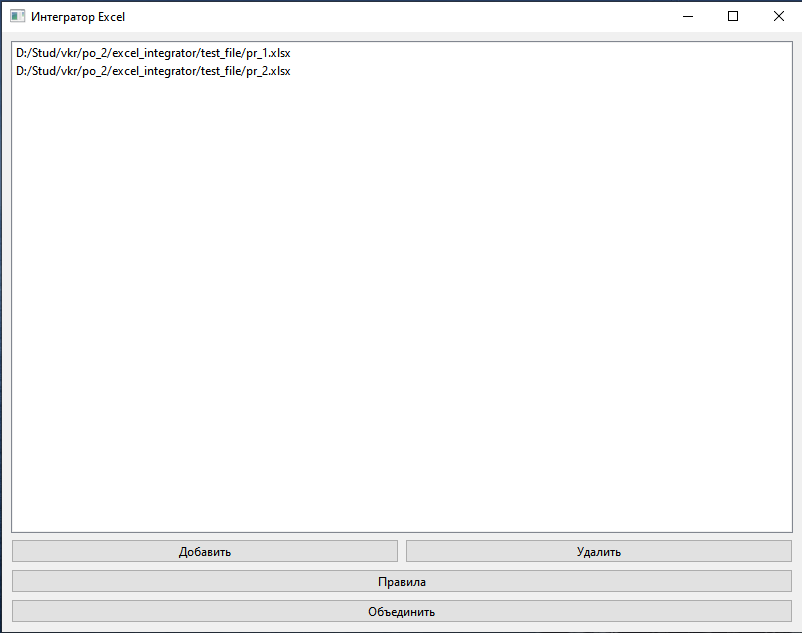 Интегратор Excel
D:/Stud/vkr/po_2/excel_integrator/test_file/pr_1.xlsx
D:/Stud/vkr/po_2/excel_integrator/test_file/pr_2.xlsx
Добавить
Удалить
Правила
Объединить